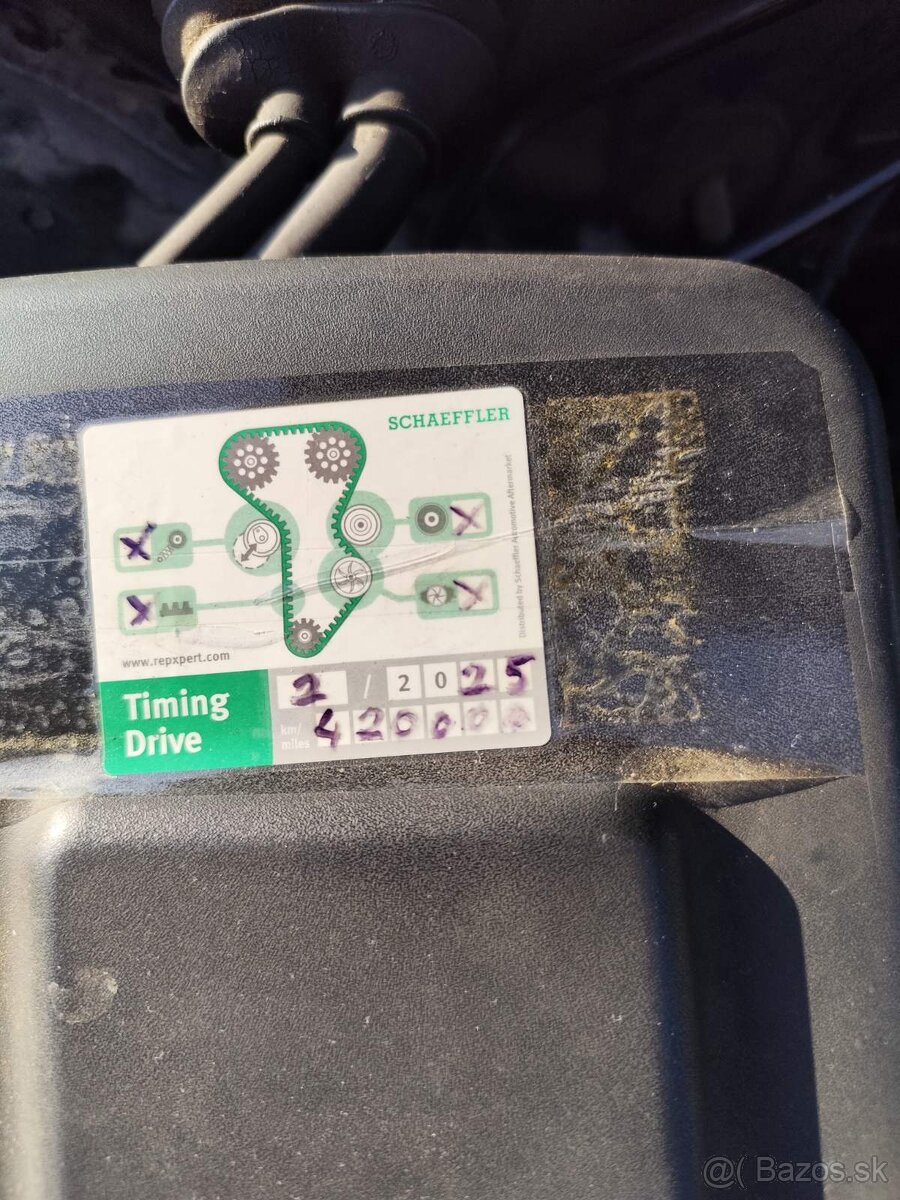 SCHAEFFLER
X
X
X
X
Distributed by Schaeffler Automotive Aftermarket
www.repxpert.com
Timing
Drive
2 / 2025
km/
miles
420000
@( Bazos.sk